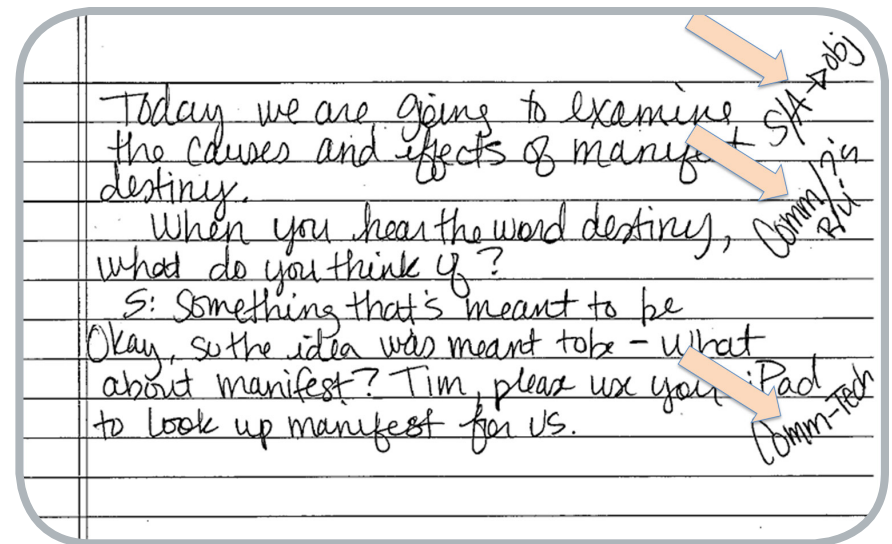 Today we are going to examine
the causes and effects of manifest
destiny.
When you hear the word destiny,
what do you think of?
S: Something that's meant to be
Okay, so the idea was meant to be - What
about manifest? Tim, please use your iPad
to look up manifest for us.
S/A → obj
Comm/?'s
Comm-Tech